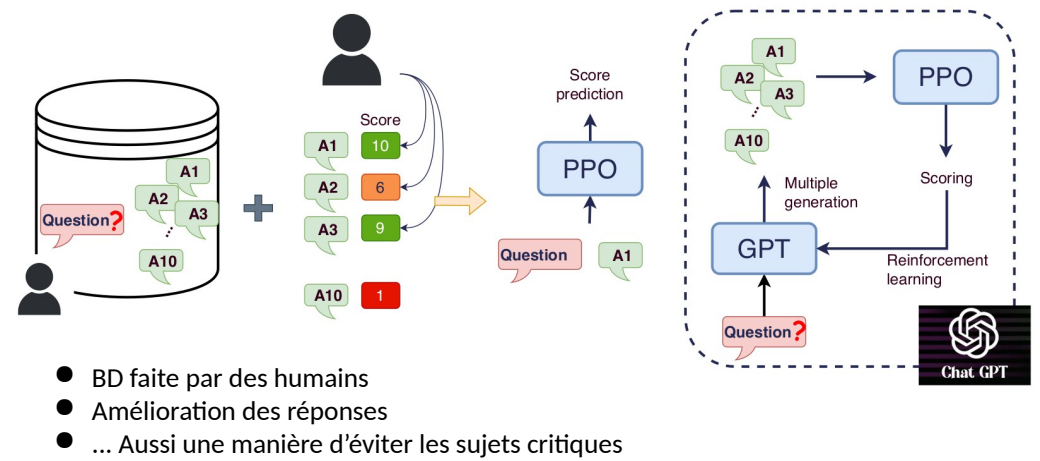 Question?
A1
A2
A3
A10
Score
A1 10
A2 6
A3 9
A10 1
Score
prediction
PPO
Question
A1
A1
A2
A3
A10
PPO
Multiple
generation
Scoring
GPT
Reinforcement
learning
Question?
Chat GPT
● BD faite par des humains
● Amélioration des réponses
● ... Aussi une manière d’éviter les sujets critiques